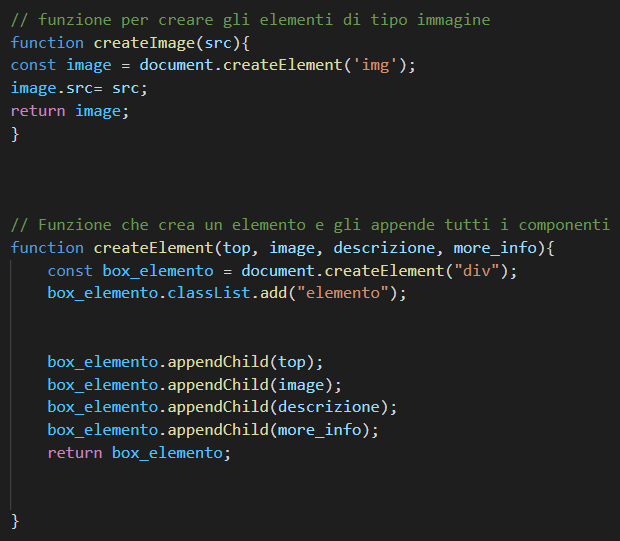 // funzione per creare gli elementi di tipo immagine
function createImage(src){
const image = document.createElement('img');
image.src= src;
return image;
}
// Funzione che crea un elemento e gli appende tutti i componenti
function createElement(top, image, descrizione, more_info){
    const box_elemento = document.createElement("div");
    box_elemento.classList.add("elemento");
    box_elemento.appendChild(top);
    box_elemento.appendChild(image);
    box_elemento.appendChild(descrizione);
    box_elemento.appendChild(more_info);
    return box_elemento;
}